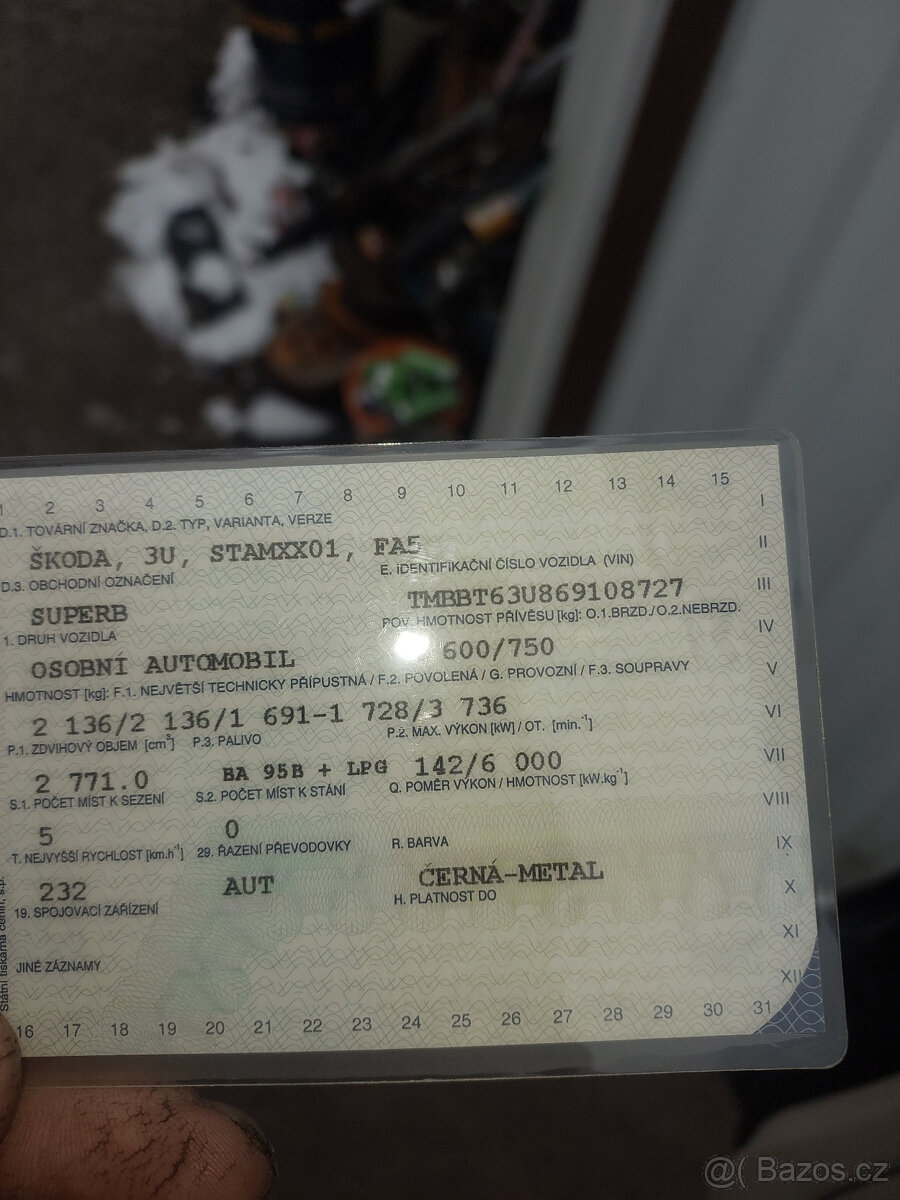 1 2 3 4 5 6 7 8 9 10 11 12 13 14 15
I
D.1. TOVÁRNÍ ZNAČKA, D.2. TYP, VARIANTA, VERZE
ŠKODA, 3U, STAMXX01, FA5
II
D.3. OBCHODNÍ OZNAČENÍ
E. IDENTIFIKAČNÍ ČÍSLO VOZIDLA (VIN)
SUPERB
TMBBT63U869108727
III
1. DRUH VOZIDLA
POV. HMOTNOST PŘÍVĚSU [kg]: O.1.BRZD./O.2.NEBRZD.
IV
OSOBNÍ AUTOMOBIL
600/750
V
HMOTNOST [kg]: F.1. NEJVĚTŠÍ TECHNICKY PŘÍPUSTNÁ / F.2. POVOLENÁ / G. PROVOZNÍ / F.3. SOUPRAVY
2 136/2 136/1 691-1 728/3 736
VI
P.1. ZDVIHOVÝ OBJEM [cm³] P.3. PALIVO
P.2. MAX. VÝKON [kW] / OT. [min.⁻¹]
2 771.0
BA 95B + LPG
142/6 000
VII
S.1. POČET MÍST K SEZENÍ
S.2. POČET MÍST K STÁNÍ
Q. POMĚR VÝKON / HMOTNOST [kW.kg⁻¹]
VIII
5
0
T. NEJVYŠŠÍ RYCHLOST [km.h⁻¹]
29. ŘAZENÍ PŘEVODOVKY
R. BARVA
IX
232
AUT
ČERNÁ-METAL
X
19. SPOJOVACÍ ZAŘÍZENÍ
H. PLATNOST DO
XI
JINÉ ZÁZNAMY
XII
16 17 18 19 20 21 22 23 24 25 26 27 28 29 30 31
Státní tiskárna cenin, s.p.
@( Bazos.cz